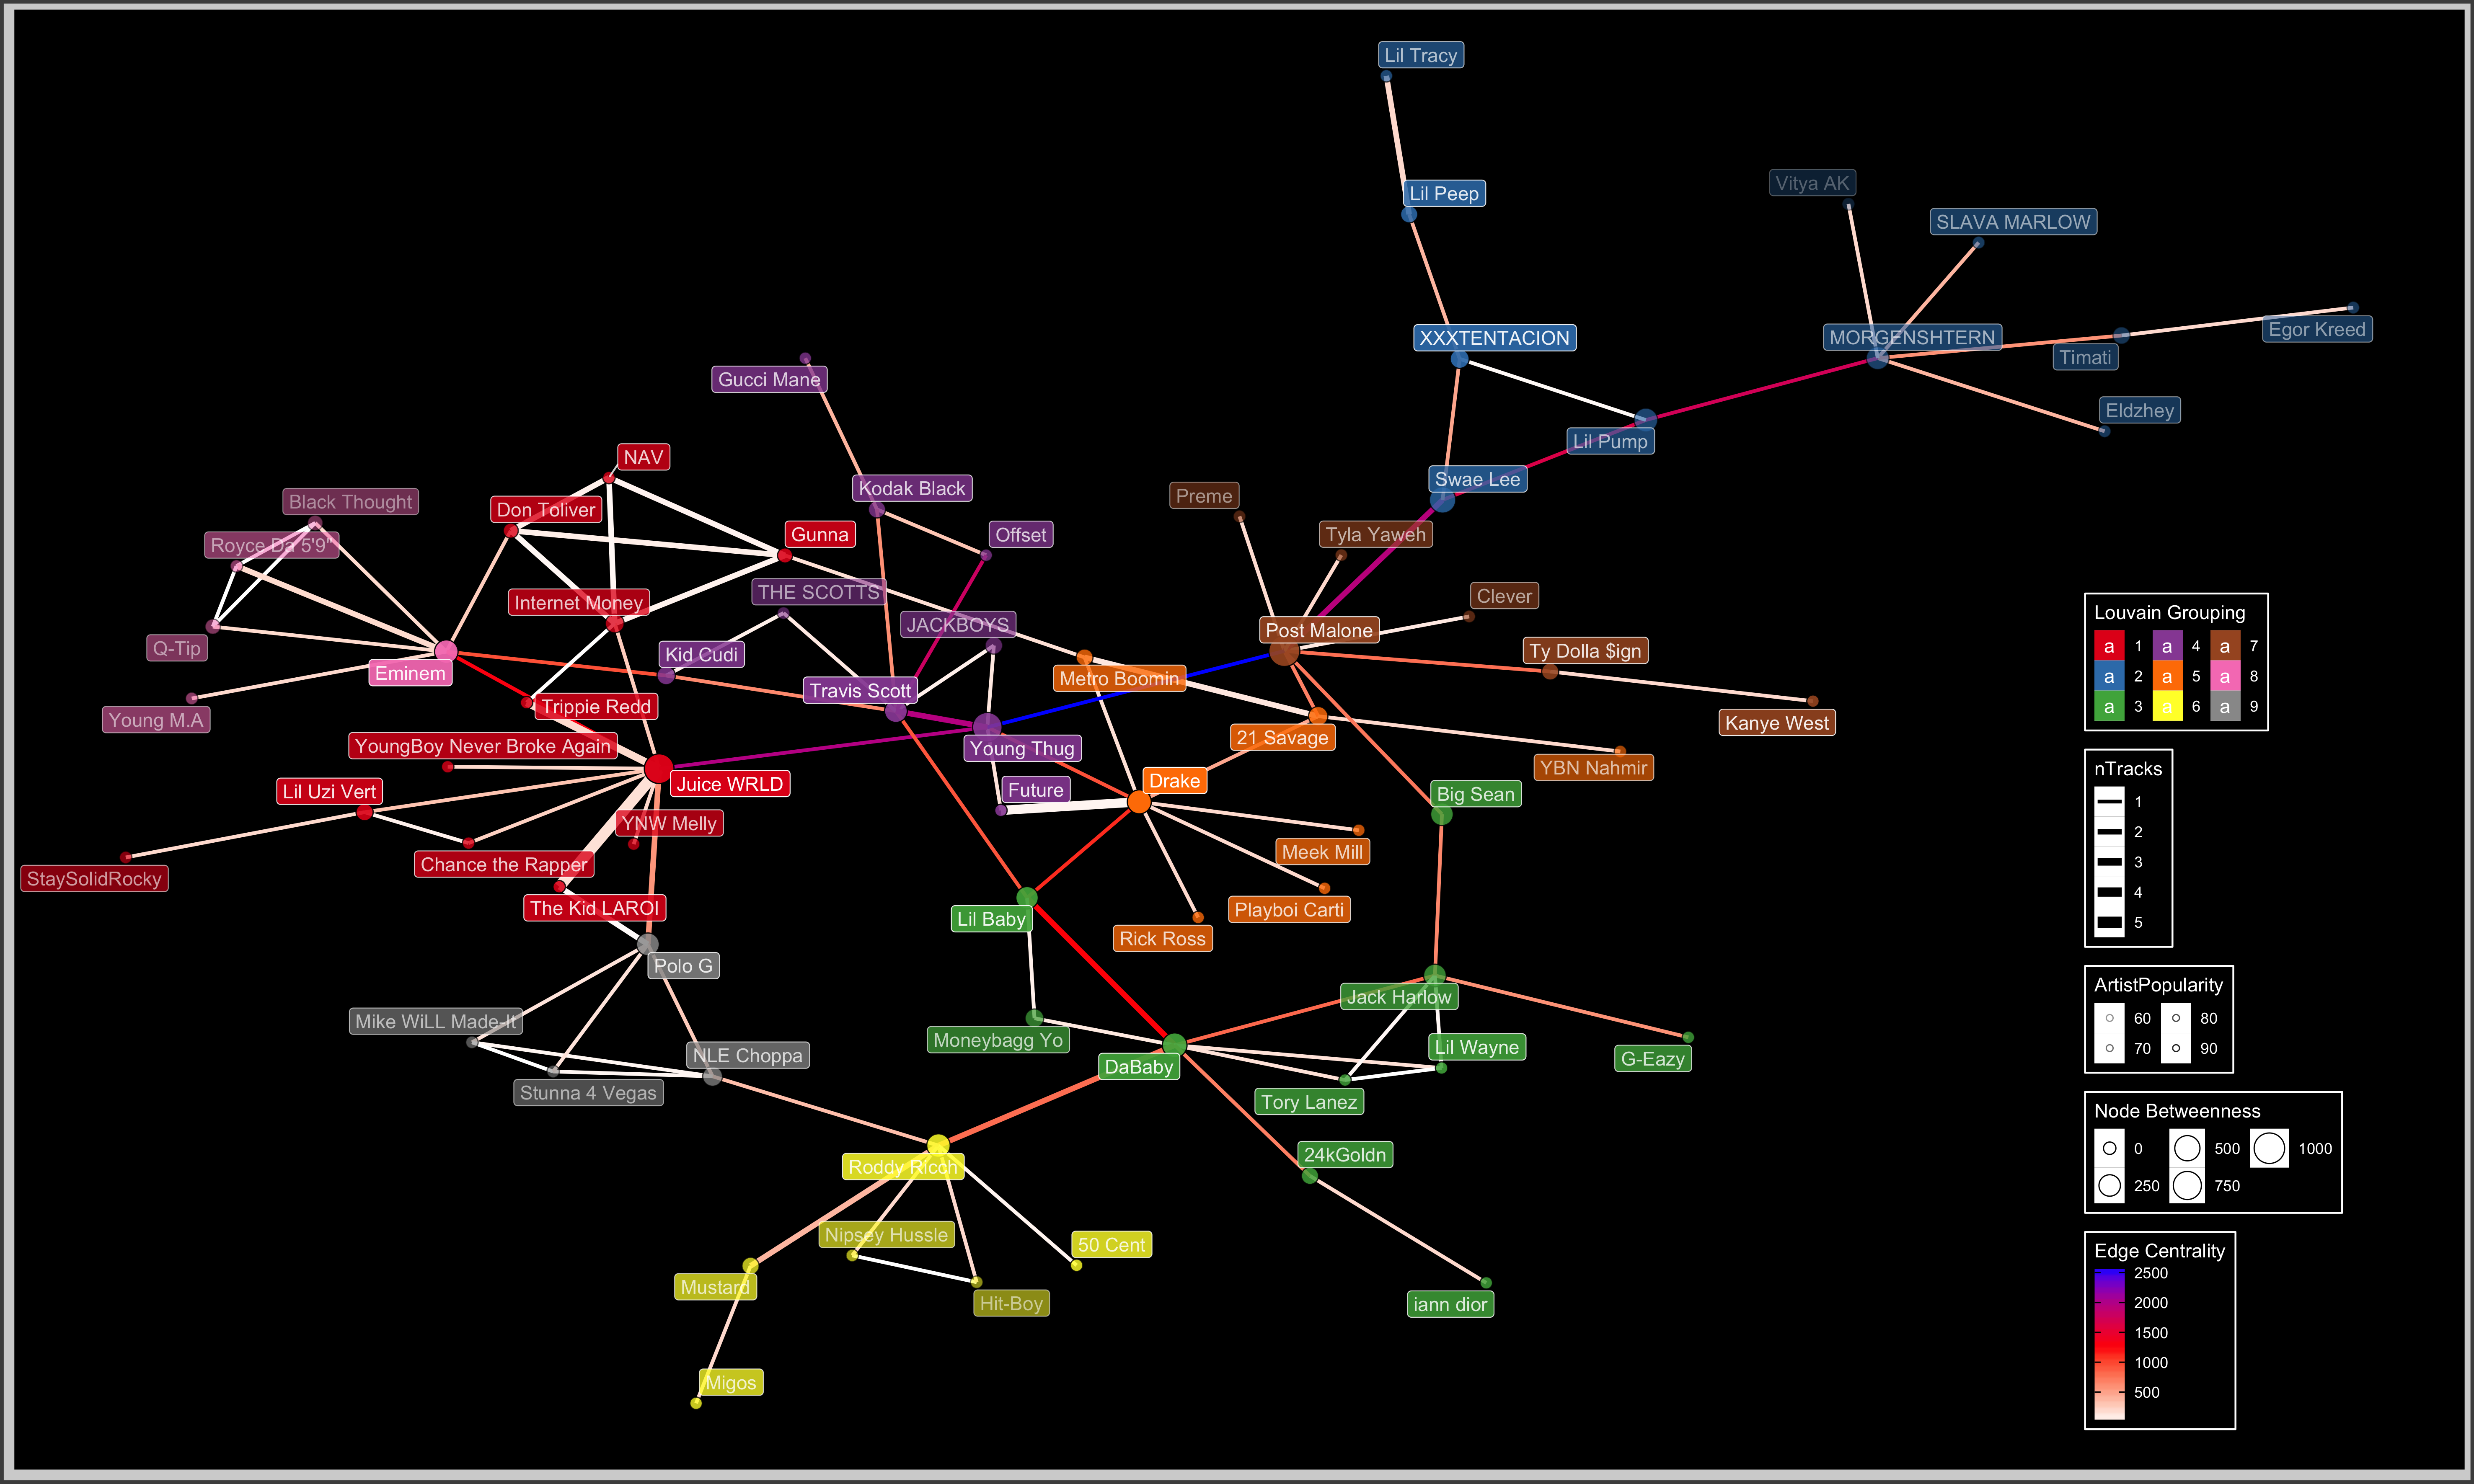 Lil Tracy
Vitya AK
Lil Peep
SLAVA MARLOW
XXXTENTACION
MORGENSHTERN
Egor Kreed
Timati
Gucci Mane
Eldzhey
Lil Pump
NAV
Swae Lee
Kodak Black
Preme
Black Thought
Don Toliver
Gunna
Offset
Tyla Yaweh
Royce Da 5'9"
THE SCOTTS
Clever
Internet Money
JACKBOYS
Post Malone
Q-Tip
Kid Cudi
Ty Dolla $ign
Eminem
Metro Boomin
Travis Scott
Trippie Redd
Young M.A
Kanye West
21 Savage
YoungBoy Never Broke Again
Young Thug
YBN Nahmir
Juice WRLD
Drake
Lil Uzi Vert
Future
Big Sean
YNW Melly
Chance the Rapper
Meek Mill
StaySolidRocky
The Kid LAROI
Lil Baby
Playboi Carti
Rick Ross
Polo G
Jack Harlow
Mike WiLL Made-It
Moneybagg Yo
Lil Wayne
NLE Choppa
G-Eazy
DaBaby
Stunna 4 Vegas
Tory Lanez
24kGoldn
Roddy Ricch
Nipsey Hussle
50 Cent
Mustard
Hit-Boy
iann dior
Migos
Louvain Grouping
a 1 a 4 a 7
a 2 a 5 a 8
a 3 a 6 a 9
nTracks
1
2
3
4
5
ArtistPopularity
60 80
70 90
Node Betweenness
0 500 1000
250 750
Edge Centrality
2500
2000
1500
1000
500